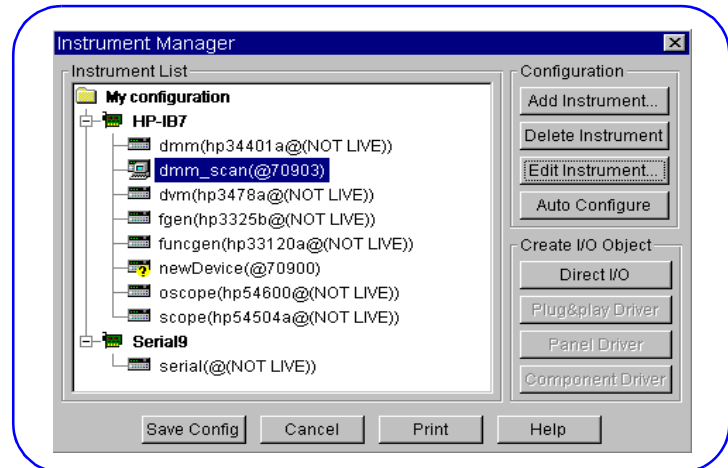 Instrument Manager
Instrument List
My configuration
HP-IB7
dmm(hp34401a@(NOT LIVE))
dmm_scan(@70903)
dvm(hp3478a@(NOT LIVE))
fgen(hp3325b@(NOT LIVE))
funcgen(hp33120a@(NOT LIVE))
newDevice(@70900)
oscope(hp54600@(NOT LIVE))
scope(hp54504a@(NOT LIVE))
Serial9
serial(@(NOT LIVE))
Configuration
Add Instrument...
Delete Instrument
Edit Instrument...
Auto Configure
Create I/O Object
Direct I/O
Plug&play Driver
Panel Driver
Component Driver
Save Config
Cancel
Print
Help